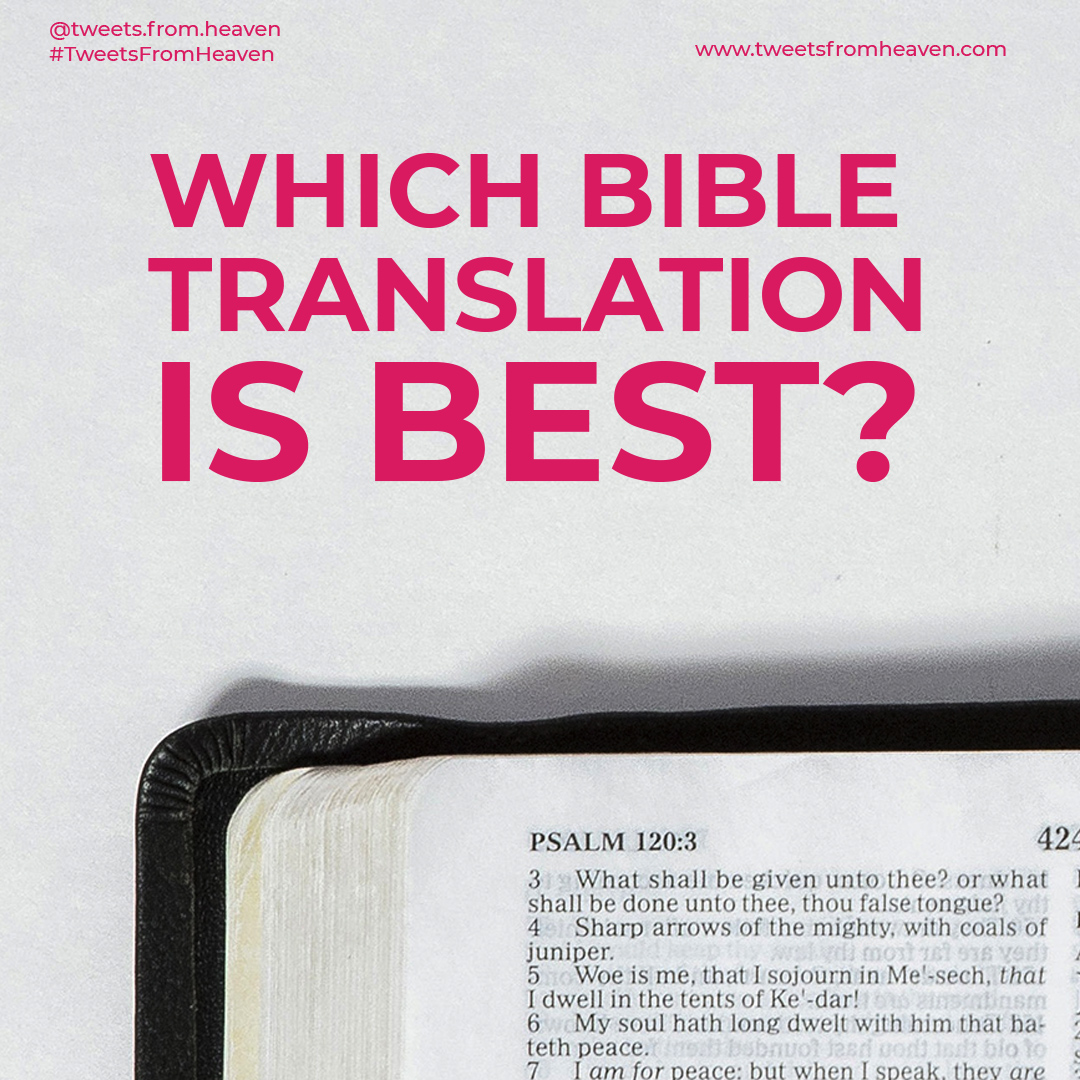 @tweets.from.heaven
#TweetsFromHeaven
www.tweetsfromheaven.com
WHICH BIBLE
TRANSLATION
IS BEST?
PSALM 120:3
424
3 What shall be given unto thee? or what
shall be done unto thee, thou false tongue?
4 Sharp arrows of the mighty, with coals of
juniper.
5 Woe is me, that I sojourn in Me'-sech, that
I dwell in the tents of Ke'-dar!
6 My soul hath long dwelt with him that ha-
teth peace.
7 I am for peace: but when I speak, they are